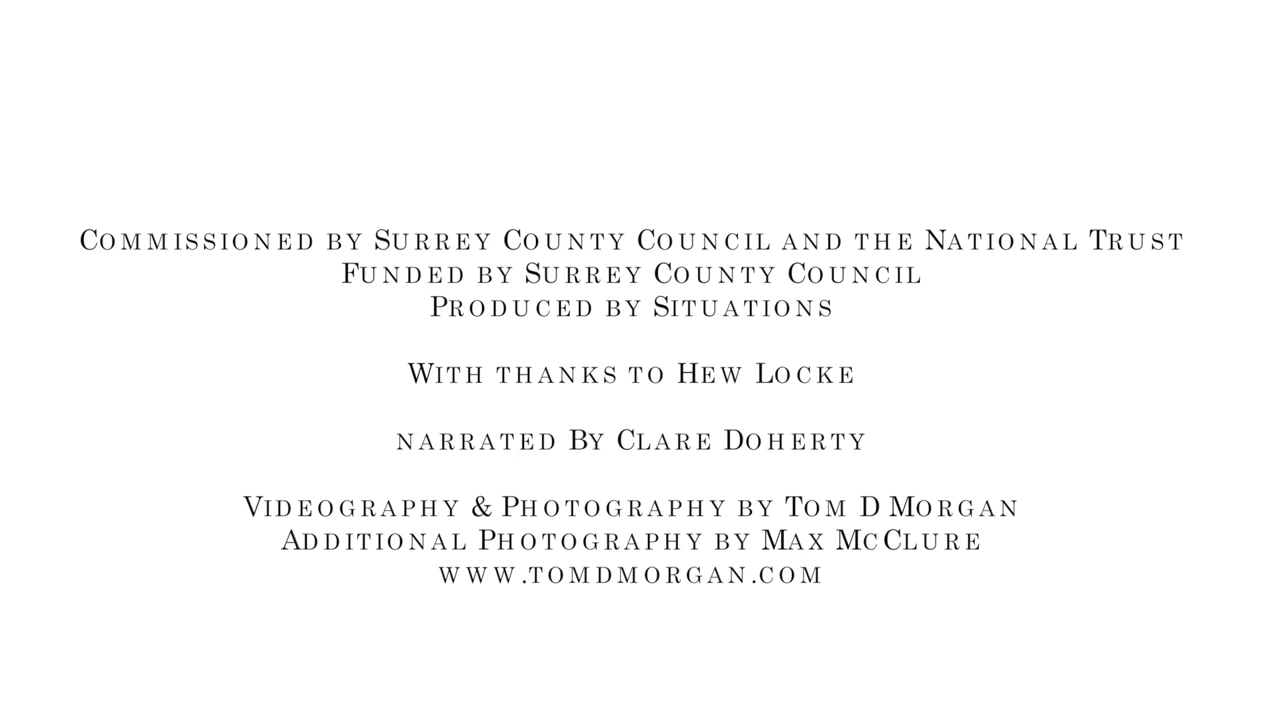 Commissioned by Surrey County Council and the National Trust
Funded by Surrey County Council
Produced by Situations
With thanks to Hew Locke
narrated By Clare Doherty
Videography & Photography by Tom D Morgan
Additional Photography by Max McClure
www.tomdmorgan.com